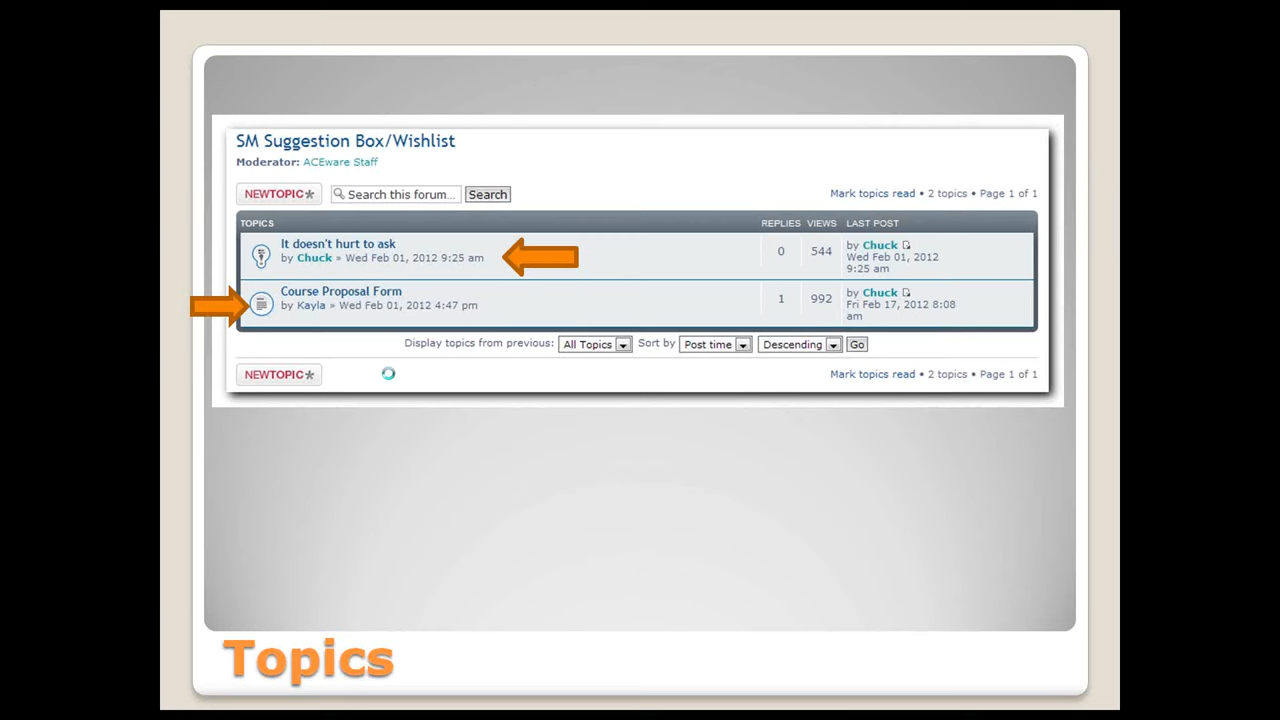 SM Suggestion Box/Wishlist
Moderator: ACEware Staff
NEWTOPIC* Search this forum... Search Mark topics read • 2 topics • Page 1 of 1
TOPICS REPLIES VIEWS LAST POST
It doesn't hurt to ask
by Chuck » Wed Feb 01, 2012 9:25 am
0 544
by Chuck
Wed Feb 01, 2012
9:25 am
Course Proposal Form
by Kayla » Wed Feb 01, 2012 4:47 pm
1 992
by Chuck
Fri Feb 17, 2012 8:08
am
Display topics from previous: All Topics Sort by Post time Descending Go
NEWTOPIC* Mark topics read • 2 topics • Page 1 of 1
Topics